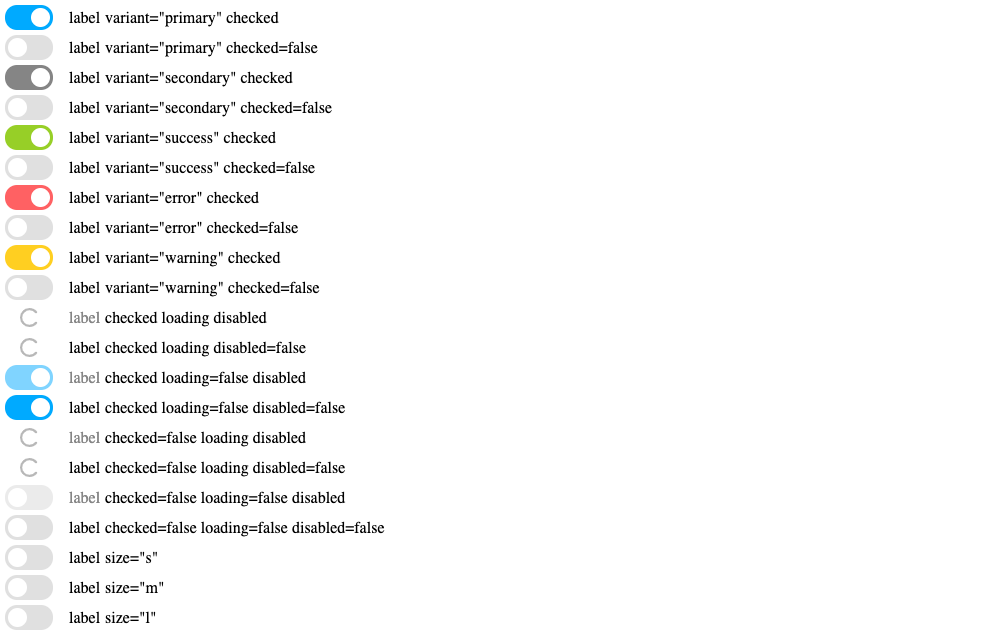 label variant="primary" checked
label variant="primary" checked=false
label variant="secondary" checked
label variant="secondary" checked=false
label variant="success" checked
label variant="success" checked=false
label variant="error" checked
label variant="error" checked=false
label variant="warning" checked
label variant="warning" checked=false
label checked loading disabled
label checked loading disabled=false
label checked loading=false disabled
label checked loading=false disabled=false
label checked=false loading disabled
label checked=false loading disabled=false
label checked=false loading=false disabled
label checked=false loading=false disabled=false
label size="s"
label size="m"
label size="l"